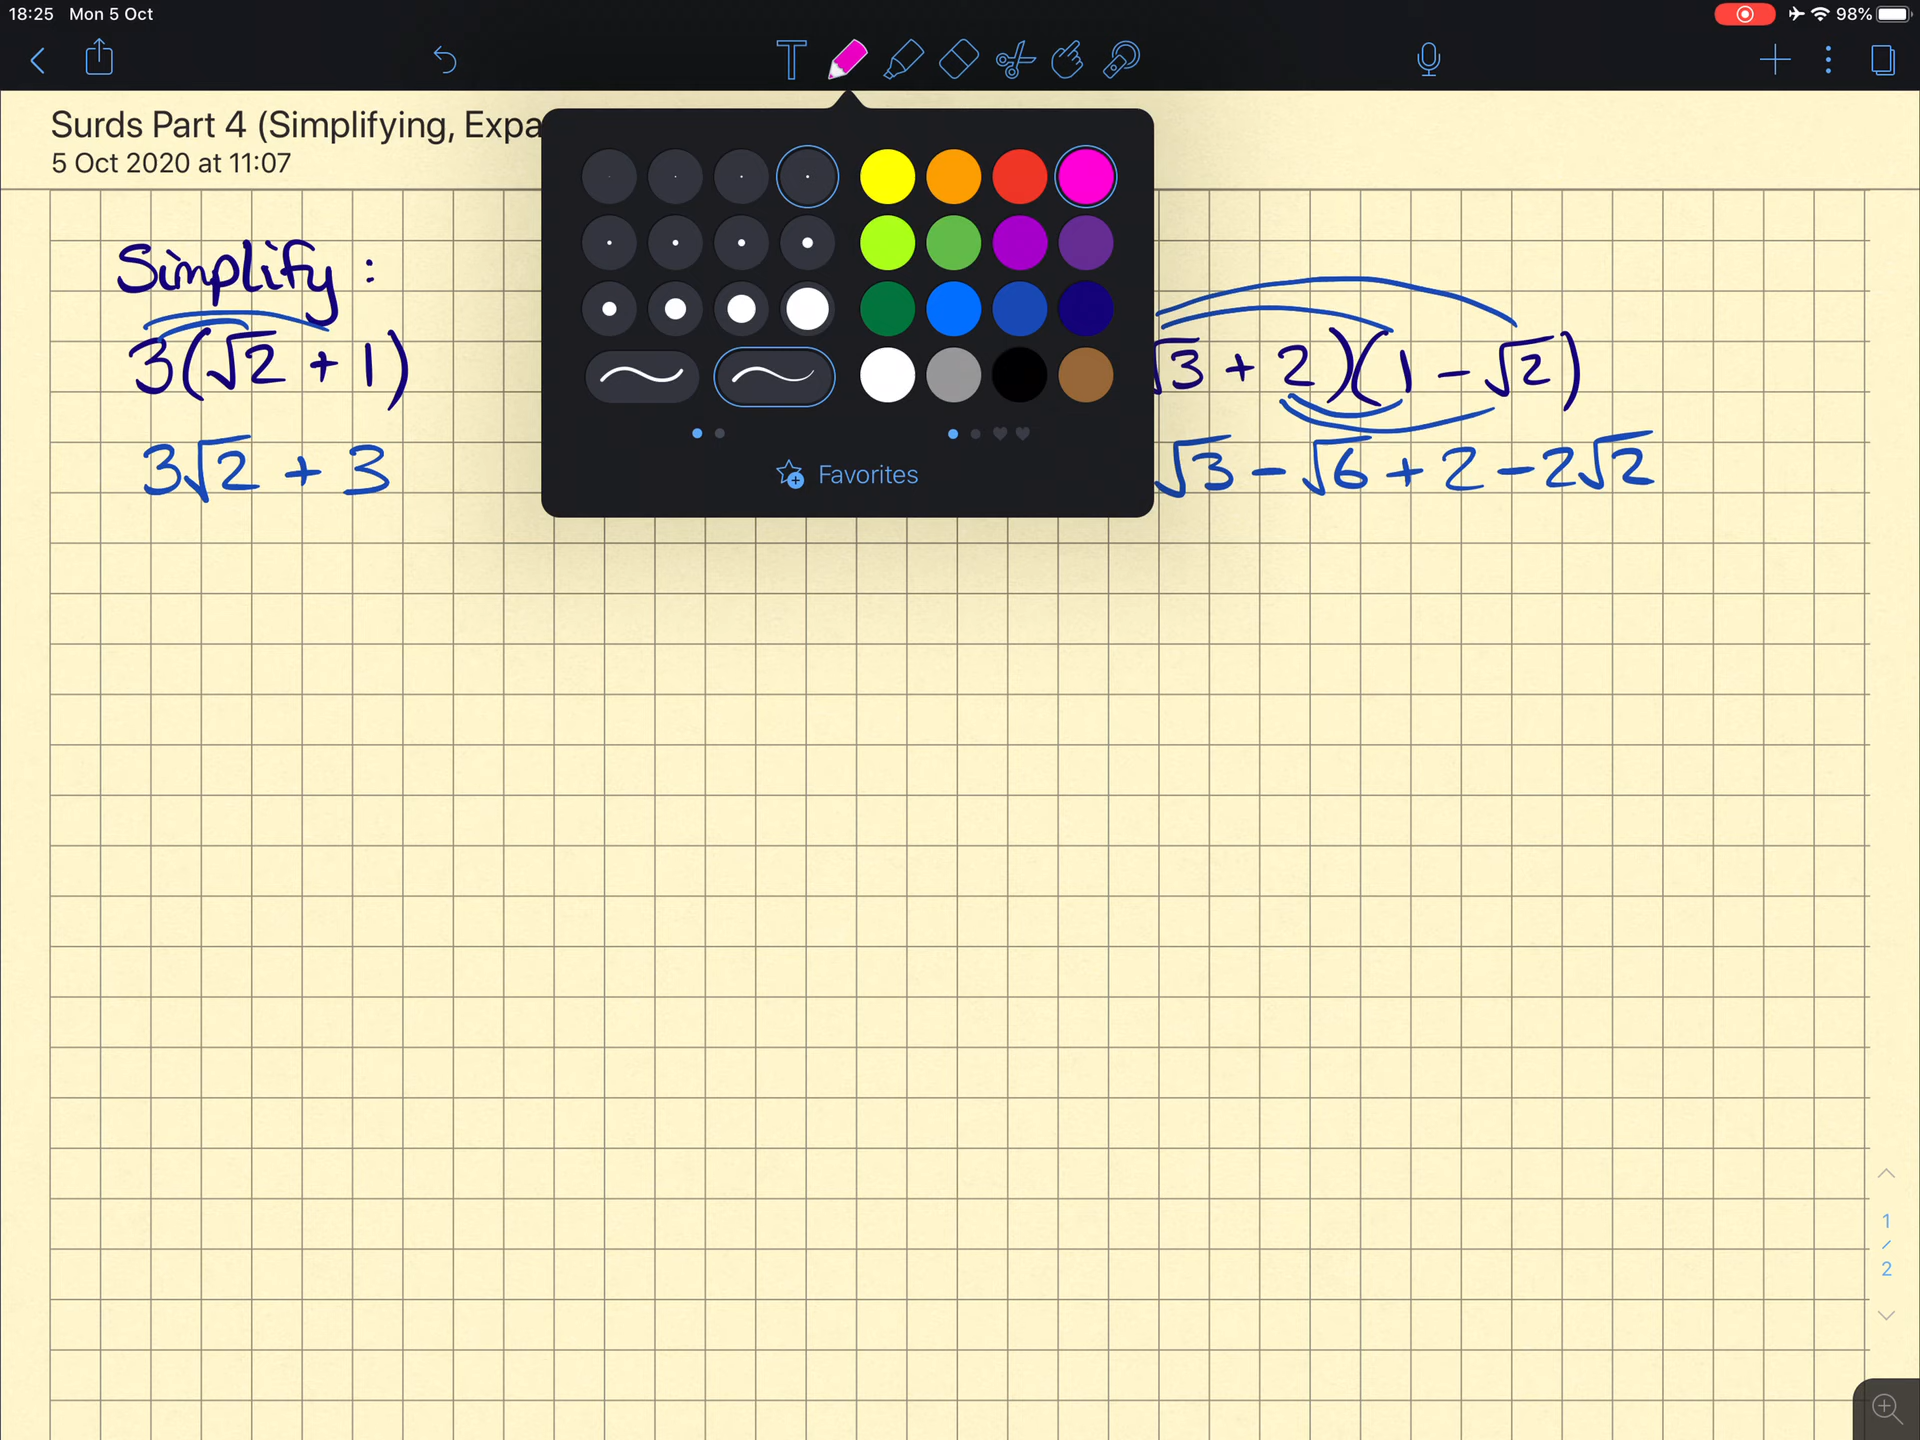 18:25 Mon 5 Oct 98%
T
Surds Part 4 (Simplifying, Expa
5 Oct 2020 at 11:07
Simplify :
3(√2 + 1) √3 + 2)(1 − √2)
3√2 + 3 √3 − √6 + 2 − 2√2
Favorites
1
/
2